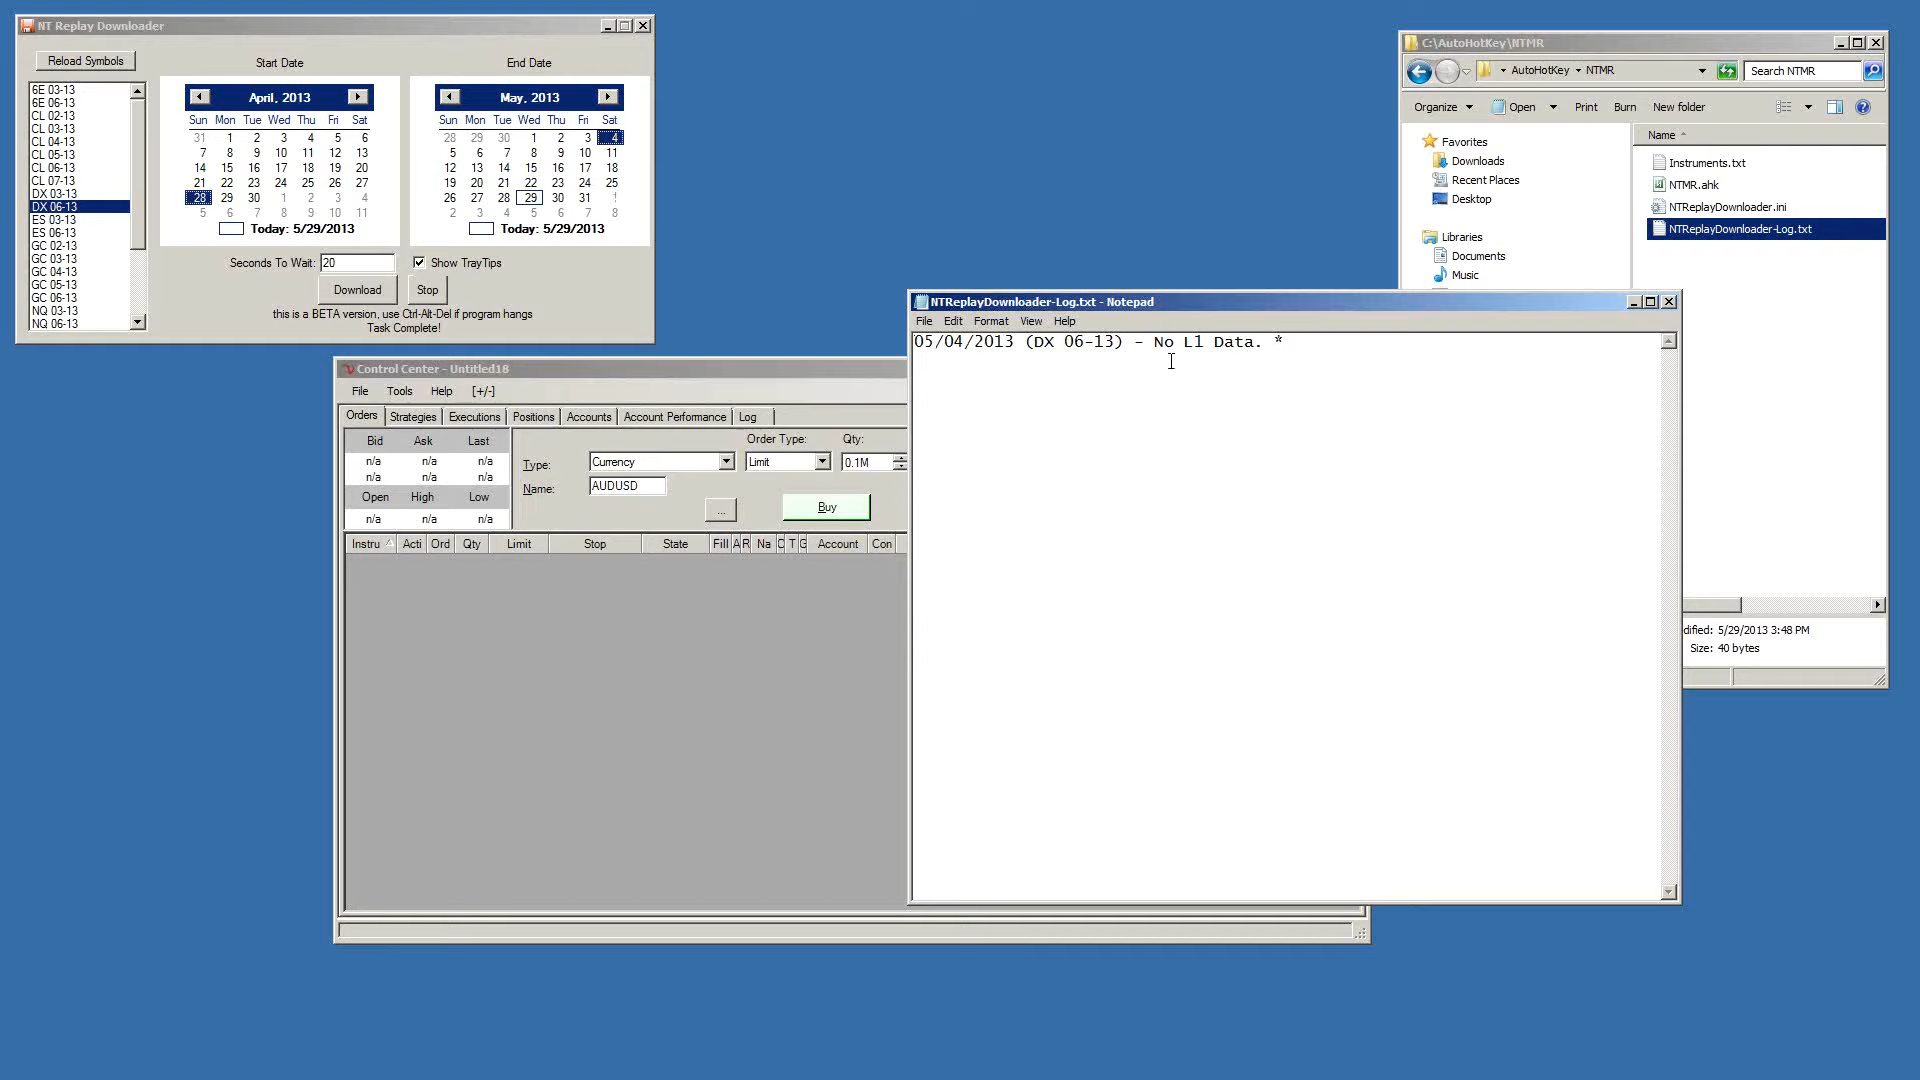 NT Replay Downloader
Reload Symbols
Start Date
End Date
6E 03-13
6E 06-13
CL 02-13
CL 03-13
CL 04-13
CL 05-13
CL 06-13
CL 07-13
DX 03-13
DX 06-13
ES 03-13
ES 06-13
GC 02-13
GC 03-13
GC 04-13
GC 05-13
GC 06-13
NQ 03-13
NQ 06-13
April, 2013
Sun Mon Tue Wed Thu Fri Sat
31 1 2 3 4 5 6
7 8 9 10 11 12 13
14 15 16 17 18 19 20
21 22 23 24 25 26 27
28 29 30 1 2 3 4
5 6 7 8 9 10 11
Today: 5/29/2013
May, 2013
Sun Mon Tue Wed Thu Fri Sat
28 29 30 1 2 3 4
5 6 7 8 9 10 11
12 13 14 15 16 17 18
19 20 21 22 23 24 25
26 27 28 29 30 31 1
2 3 4 5 6 7 8
Today: 5/29/2013
Seconds To Wait: 20
Show TrayTips
Download
Stop
this is a BETA version, use Ctrl-Alt-Del if program hangs
Task Complete!
Control Center - Untitled18
File Tools Help [+/-]
Orders Strategies Executions Positions Accounts Account Performance Log
Bid Ask Last
n/a n/a n/a
n/a n/a n/a
Open High Low
n/a n/a n/a
Order Type: Qty:
Type: Currency Limit 0.1M
Name: AUDUSD
...
Buy
Instru Acti Ord Qty Limit Stop State Fill A R Na O T G Account Con
C:\AutoHotKey\NTMR
AutoHotKey NTMR
Search NTMR
Organize Open Print Burn New folder
Favorites
Downloads
Recent Places
Desktop
Libraries
Documents
Music
Name
Instruments.txt
NTMR.ahk
NTReplayDownloader.ini
NTReplayDownloader-Log.txt
dified: 5/29/2013 3:48 PM
Size: 40 bytes
NTReplayDownloader-Log.txt - Notepad
File Edit Format View Help
05/04/2013 (DX 06-13) - No L1 Data. *